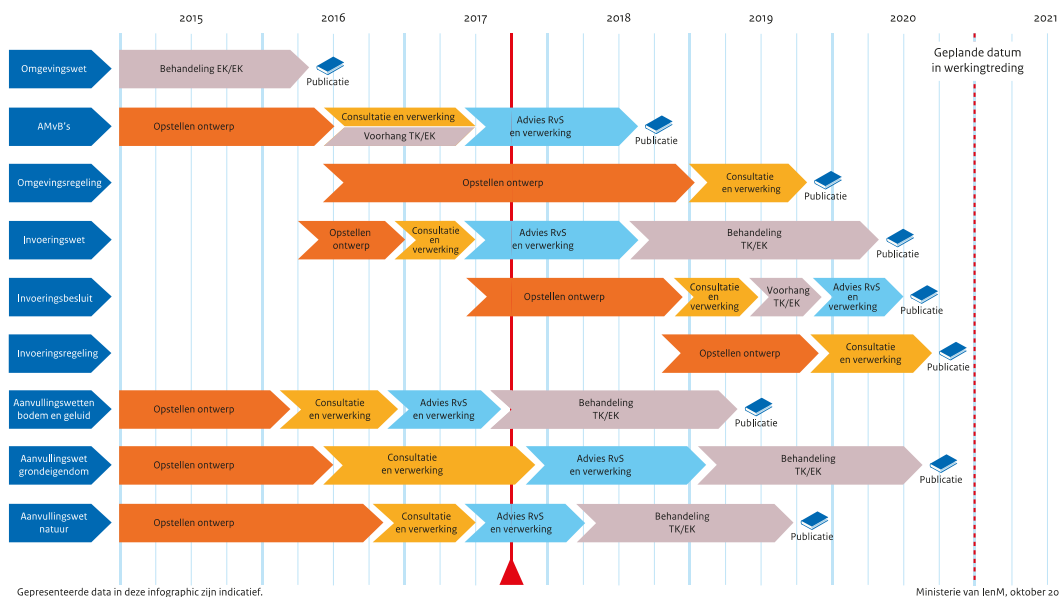 2015 2016 2017 2018 2019 2020 2021
Geplande datum
in werkingtreding
Omgevingswet
Behandeling EK/EK
Publicatie
AMvB's
Opstellen ontwerp
Consultatie en verwerking
Voorhang TK/EK
Advies RvS
en verwerking
Publicatie
Omgevingsregeling
Opstellen ontwerp
Consultatie
en verwerking
Publicatie
Invoeringswet
Opstellen
ontwerp
Consultatie
en
verwerking
Advies RvS
en verwerking
Behandeling
TK/EK
Publicatie
Invoeringsbesluit
Opstellen ontwerp
Consultatie
en
verwerking
Voorhang
TK/EK
Advies RvS
en
verwerking
Publicatie
Invoeringsregeling
Opstellen ontwerp
Consultatie
en verwerking
Publicatie
Aanvullingswetten
bodem en geluid
Opstellen ontwerp
Consultatie
en verwerking
Advies RvS
en verwerking
Behandeling
TK/EK
Publicatie
Aanvullingswet
grondeigendom
Opstellen ontwerp
Consultatie
en verwerking
Advies RvS
en verwerking
Behandeling
TK/EK
Publicatie
Aanvullingswet
natuur
Opstellen ontwerp
Consultatie
en verwerking
Advies RvS
en verwerking
Behandeling
TK/EK
Publicatie
Gepresenteerde data in deze infographic zijn indicatief.
Ministerie van IenM, oktober 20